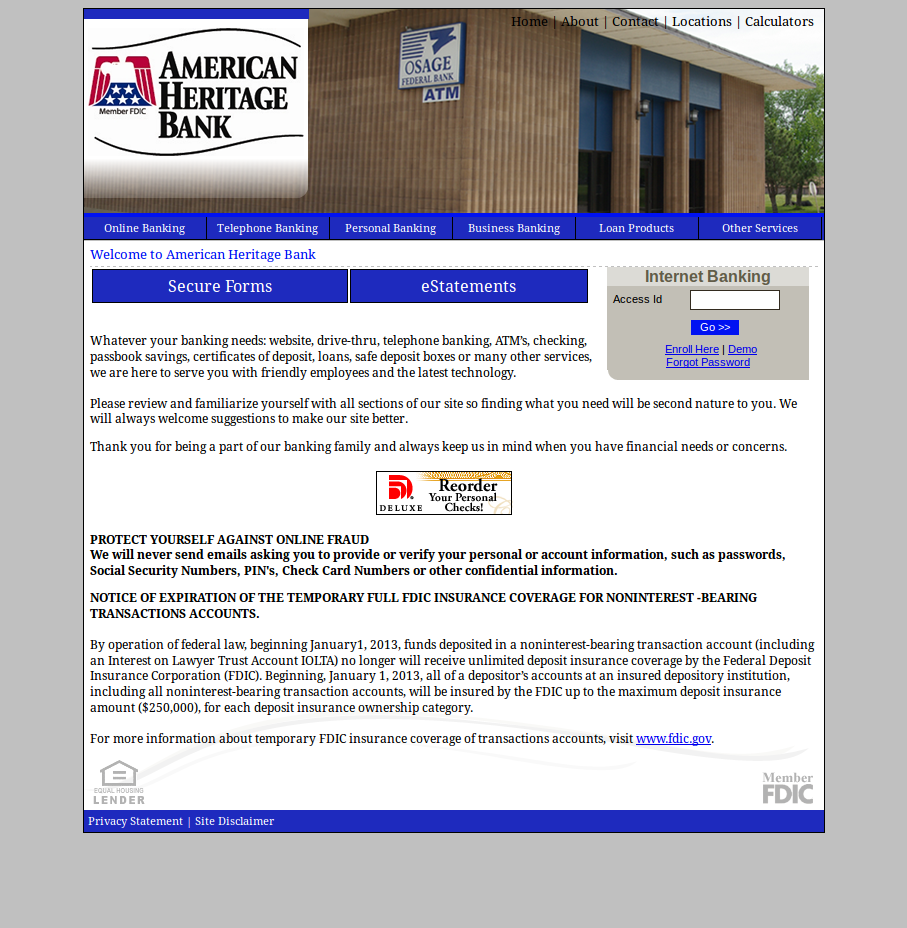 Home | About | Contact | Locations | Calculators
OSAGE
FEDERAL BANK
ATM
AMERICAN
HERITAGE
BANK
Member FDIC
Online Banking
Telephone Banking
Personal Banking
Business Banking
Loan Products
Other Services
Welcome to American Heritage Bank
Secure Forms
eStatements
Internet Banking
Access Id
Go >>
Enroll Here | Demo
Forgot Password
Whatever your banking needs: website, drive-thru, telephone banking, ATM's, checking,
passbook savings, certificates of deposit, loans, safe deposit boxes or many other services,
we are here to serve you with friendly employees and the latest technology.
Please review and familiarize yourself with all sections of our site so finding what you need will be second nature to you. We
will always welcome suggestions to make our site better.
Thank you for being a part of our banking family and always keep us in mind when you have financial needs or concerns.
DELUXE
Reorder
Your Personal
Checks!
PROTECT YOURSELF AGAINST ONLINE FRAUD
We will never send emails asking you to provide or verify your personal or account information, such as passwords,
Social Security Numbers, PIN's, Check Card Numbers or other confidential information.
NOTICE OF EXPIRATION OF THE TEMPORARY FULL FDIC INSURANCE COVERAGE FOR NONINTEREST -BEARING
TRANSACTIONS ACCOUNTS.
By operation of federal law, beginning January1, 2013, funds deposited in a noninterest-bearing transaction account (including
an Interest on Lawyer Trust Account IOLTA) no longer will receive unlimited deposit insurance coverage by the Federal Deposit
Insurance Corporation (FDIC). Beginning, January 1, 2013, all of a depositor's accounts at an insured depository institution,
including all noninterest-bearing transaction accounts, will be insured by the FDIC up to the maximum deposit insurance
amount ($250,000), for each deposit insurance ownership category.
For more information about temporary FDIC insurance coverage of transactions accounts, visit www.fdic.gov.
EQUAL HOUSING
LENDER
Member
FDIC
Privacy Statement | Site Disclaimer